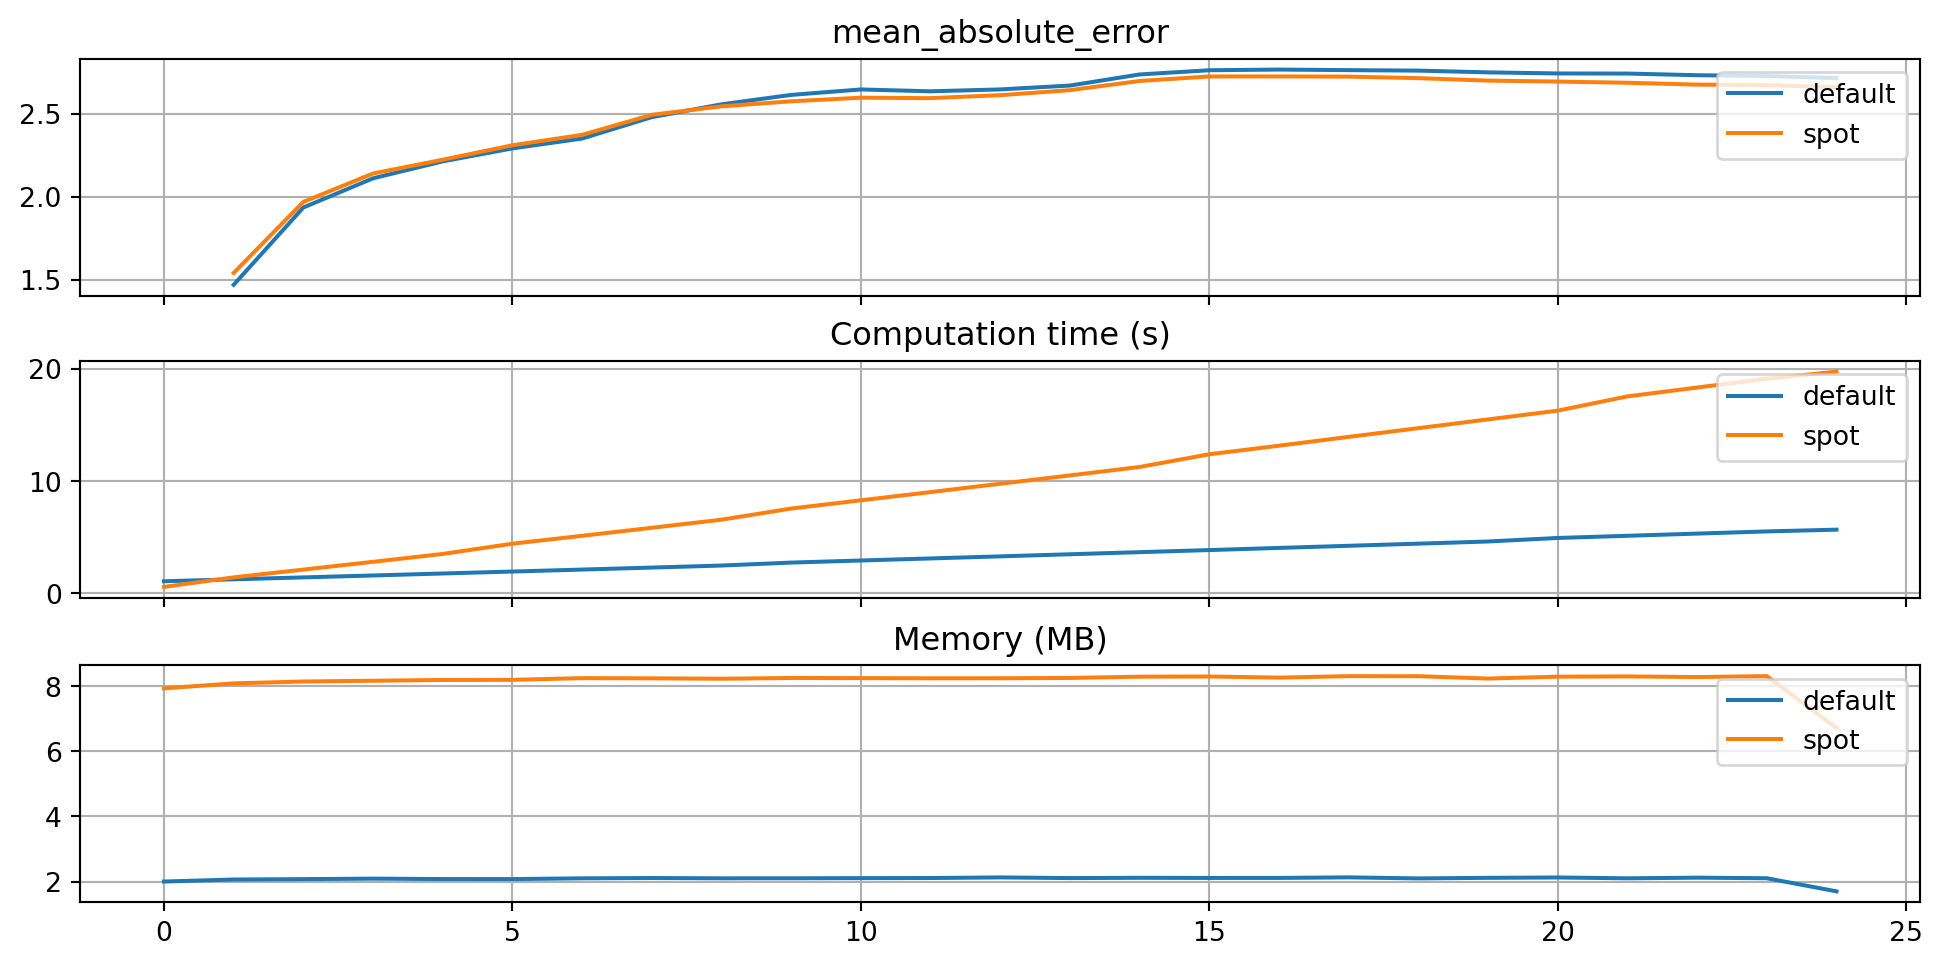 mean_absolute_error
2.5
2.0
1.5
default
spot
Computation time (s)
20
10
0
default
spot
Memory (MB)
8
6
4
2
default
spot
0 5 10 15 20 25